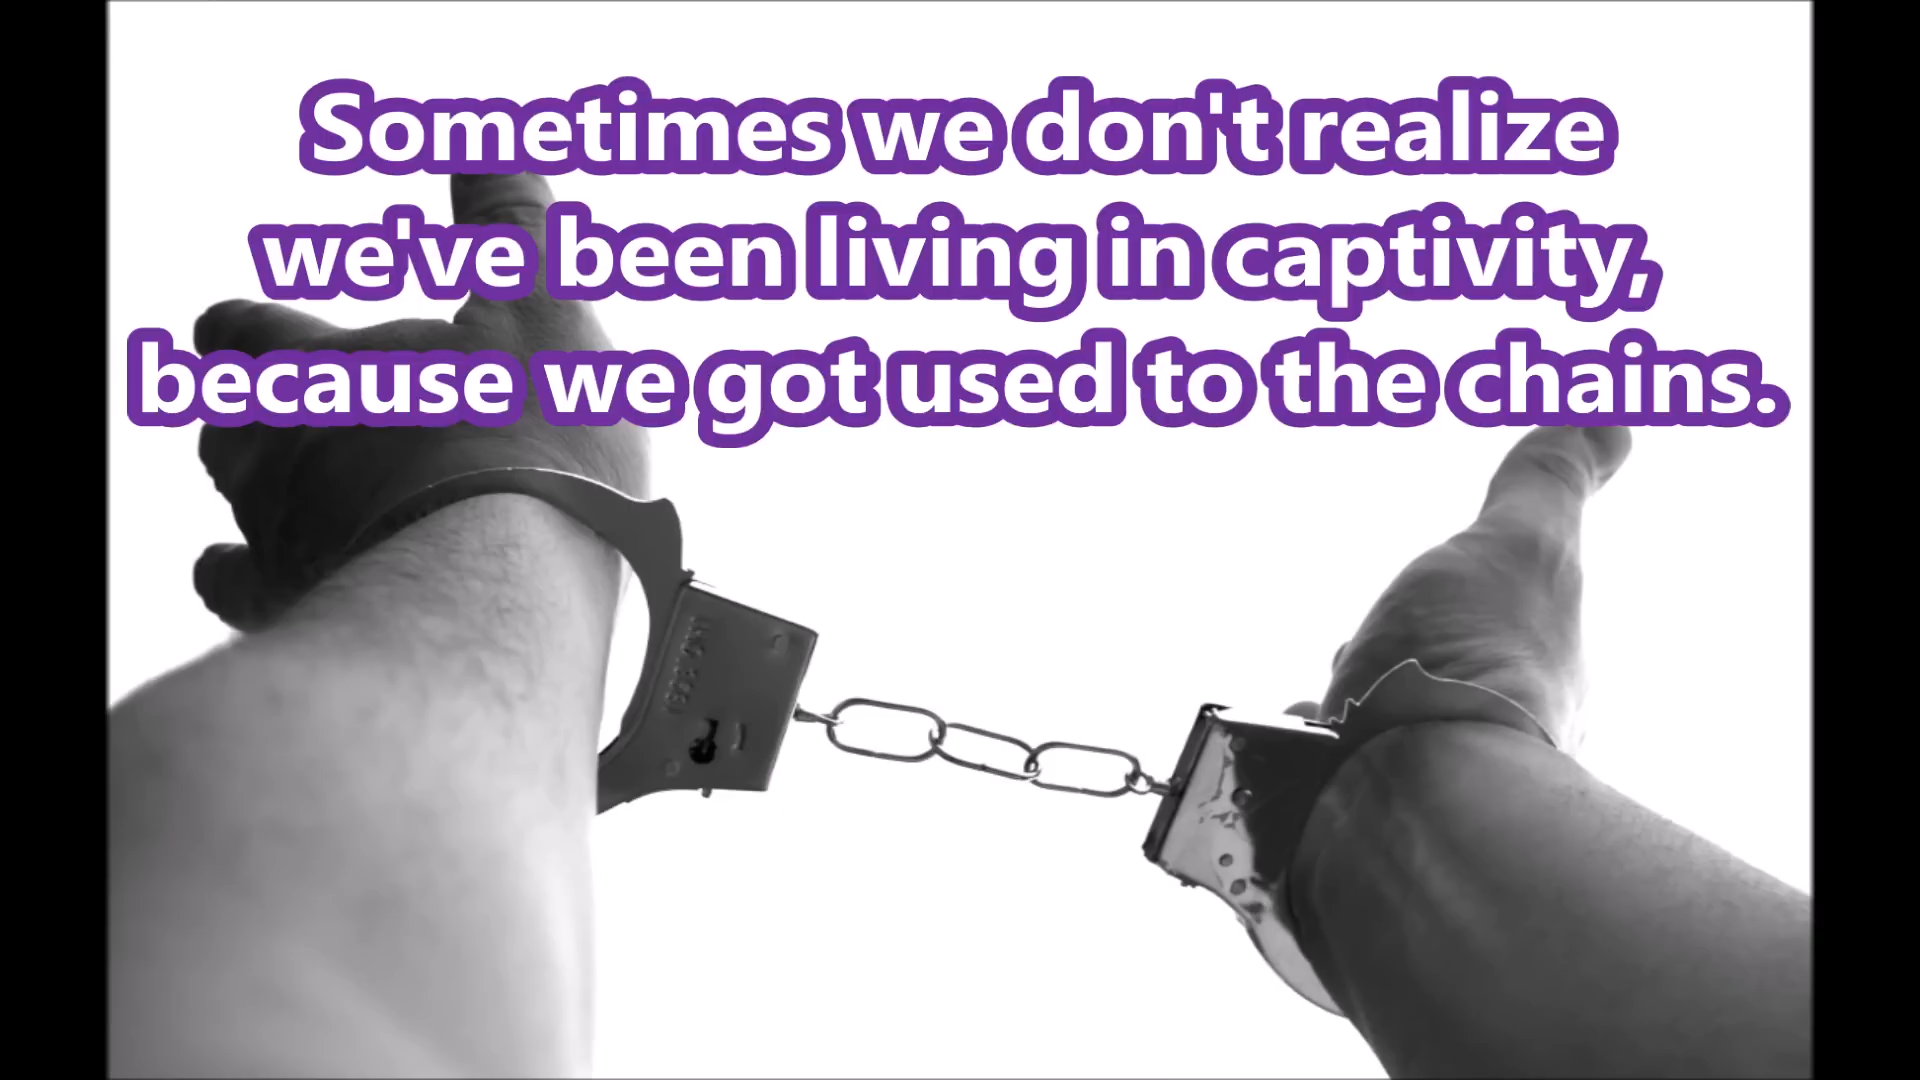 Sometimes we don't realize
we've been living in captivity,
because we got used to the chains.